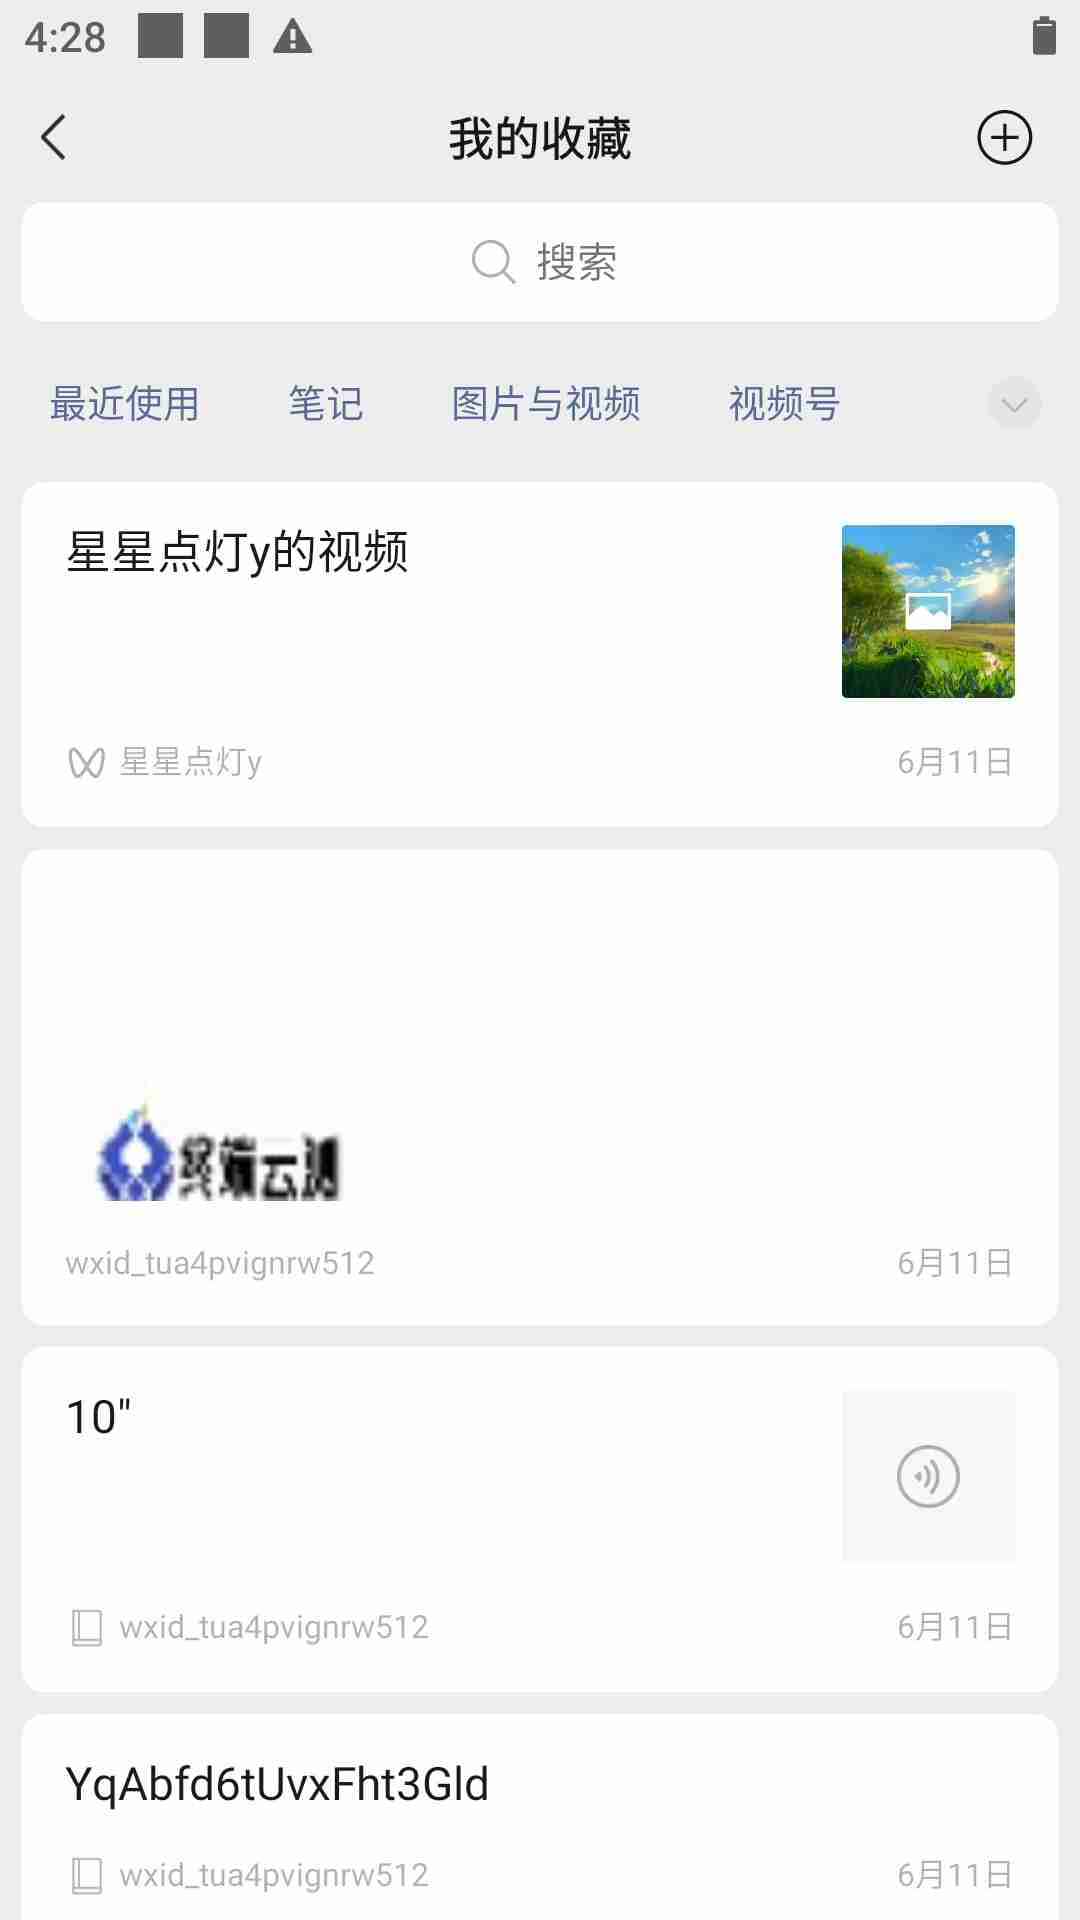 4:28
我的收藏
搜索
最近使用 笔记 图片与视频 视频号
星星点灯y的视频
星星点灯y 6月11日
终端云测
wxid_tua4pvignrw512 6月11日
10"
wxid_tua4pvignrw512 6月11日
YqAbfd6tUvxFht3Gld
wxid_tua4pvignrw512 6月11日